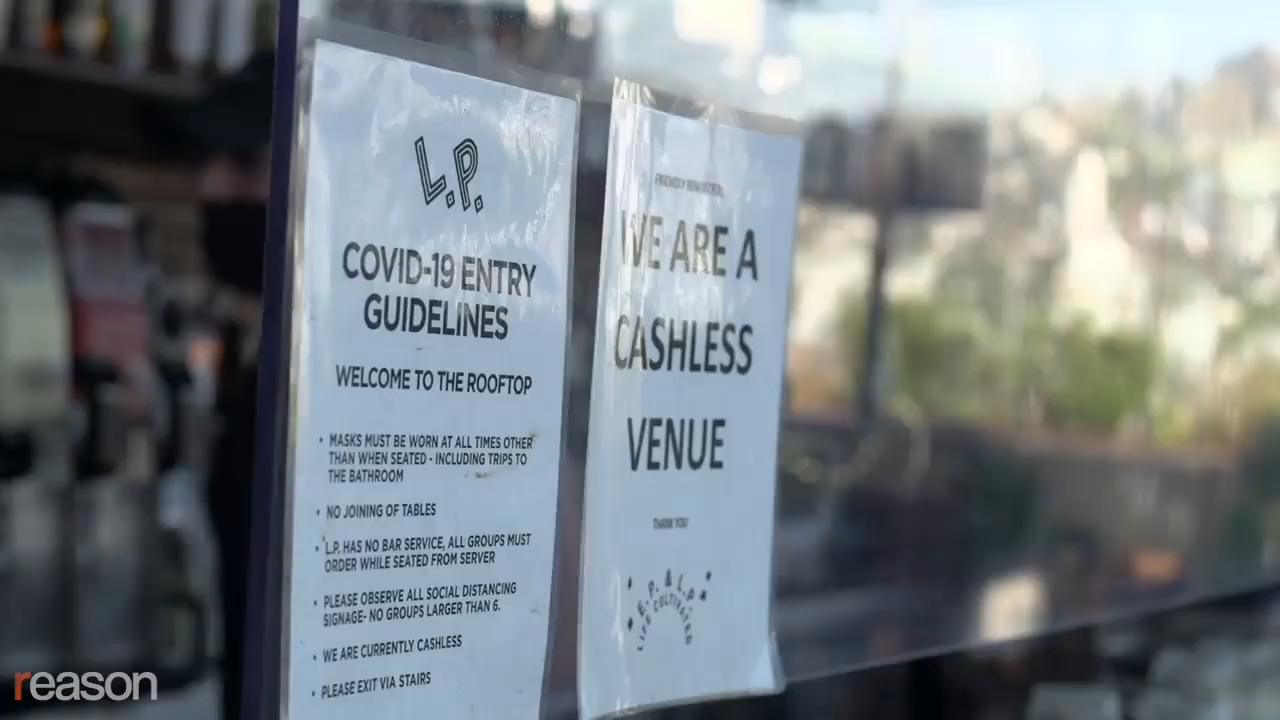 L.P.
COVID-19 ENTRY
GUIDELINES
WELCOME TO THE ROOFTOP
• MASKS MUST BE WORN AT ALL TIMES OTHER
THAN WHEN SEATED - INCLUDING TRIPS TO
THE BATHROOM
• NO JOINING OF TABLES
• L.P. HAS NO BAR SERVICE, ALL GROUPS MUST
ORDER WHILE SEATED FROM SERVER
• PLEASE OBSERVE ALL SOCIAL DISTANCING
SIGNAGE- NO GROUPS LARGER THAN 6.
• WE ARE CURRENTLY CASHLESS
• PLEASE EXIT VIA STAIRS
FRIENDLY REMINDER
WE ARE A
CASHLESS
VENUE
THANK YOU
E.P. & L.P.
LIFE CULTIVATED
reason